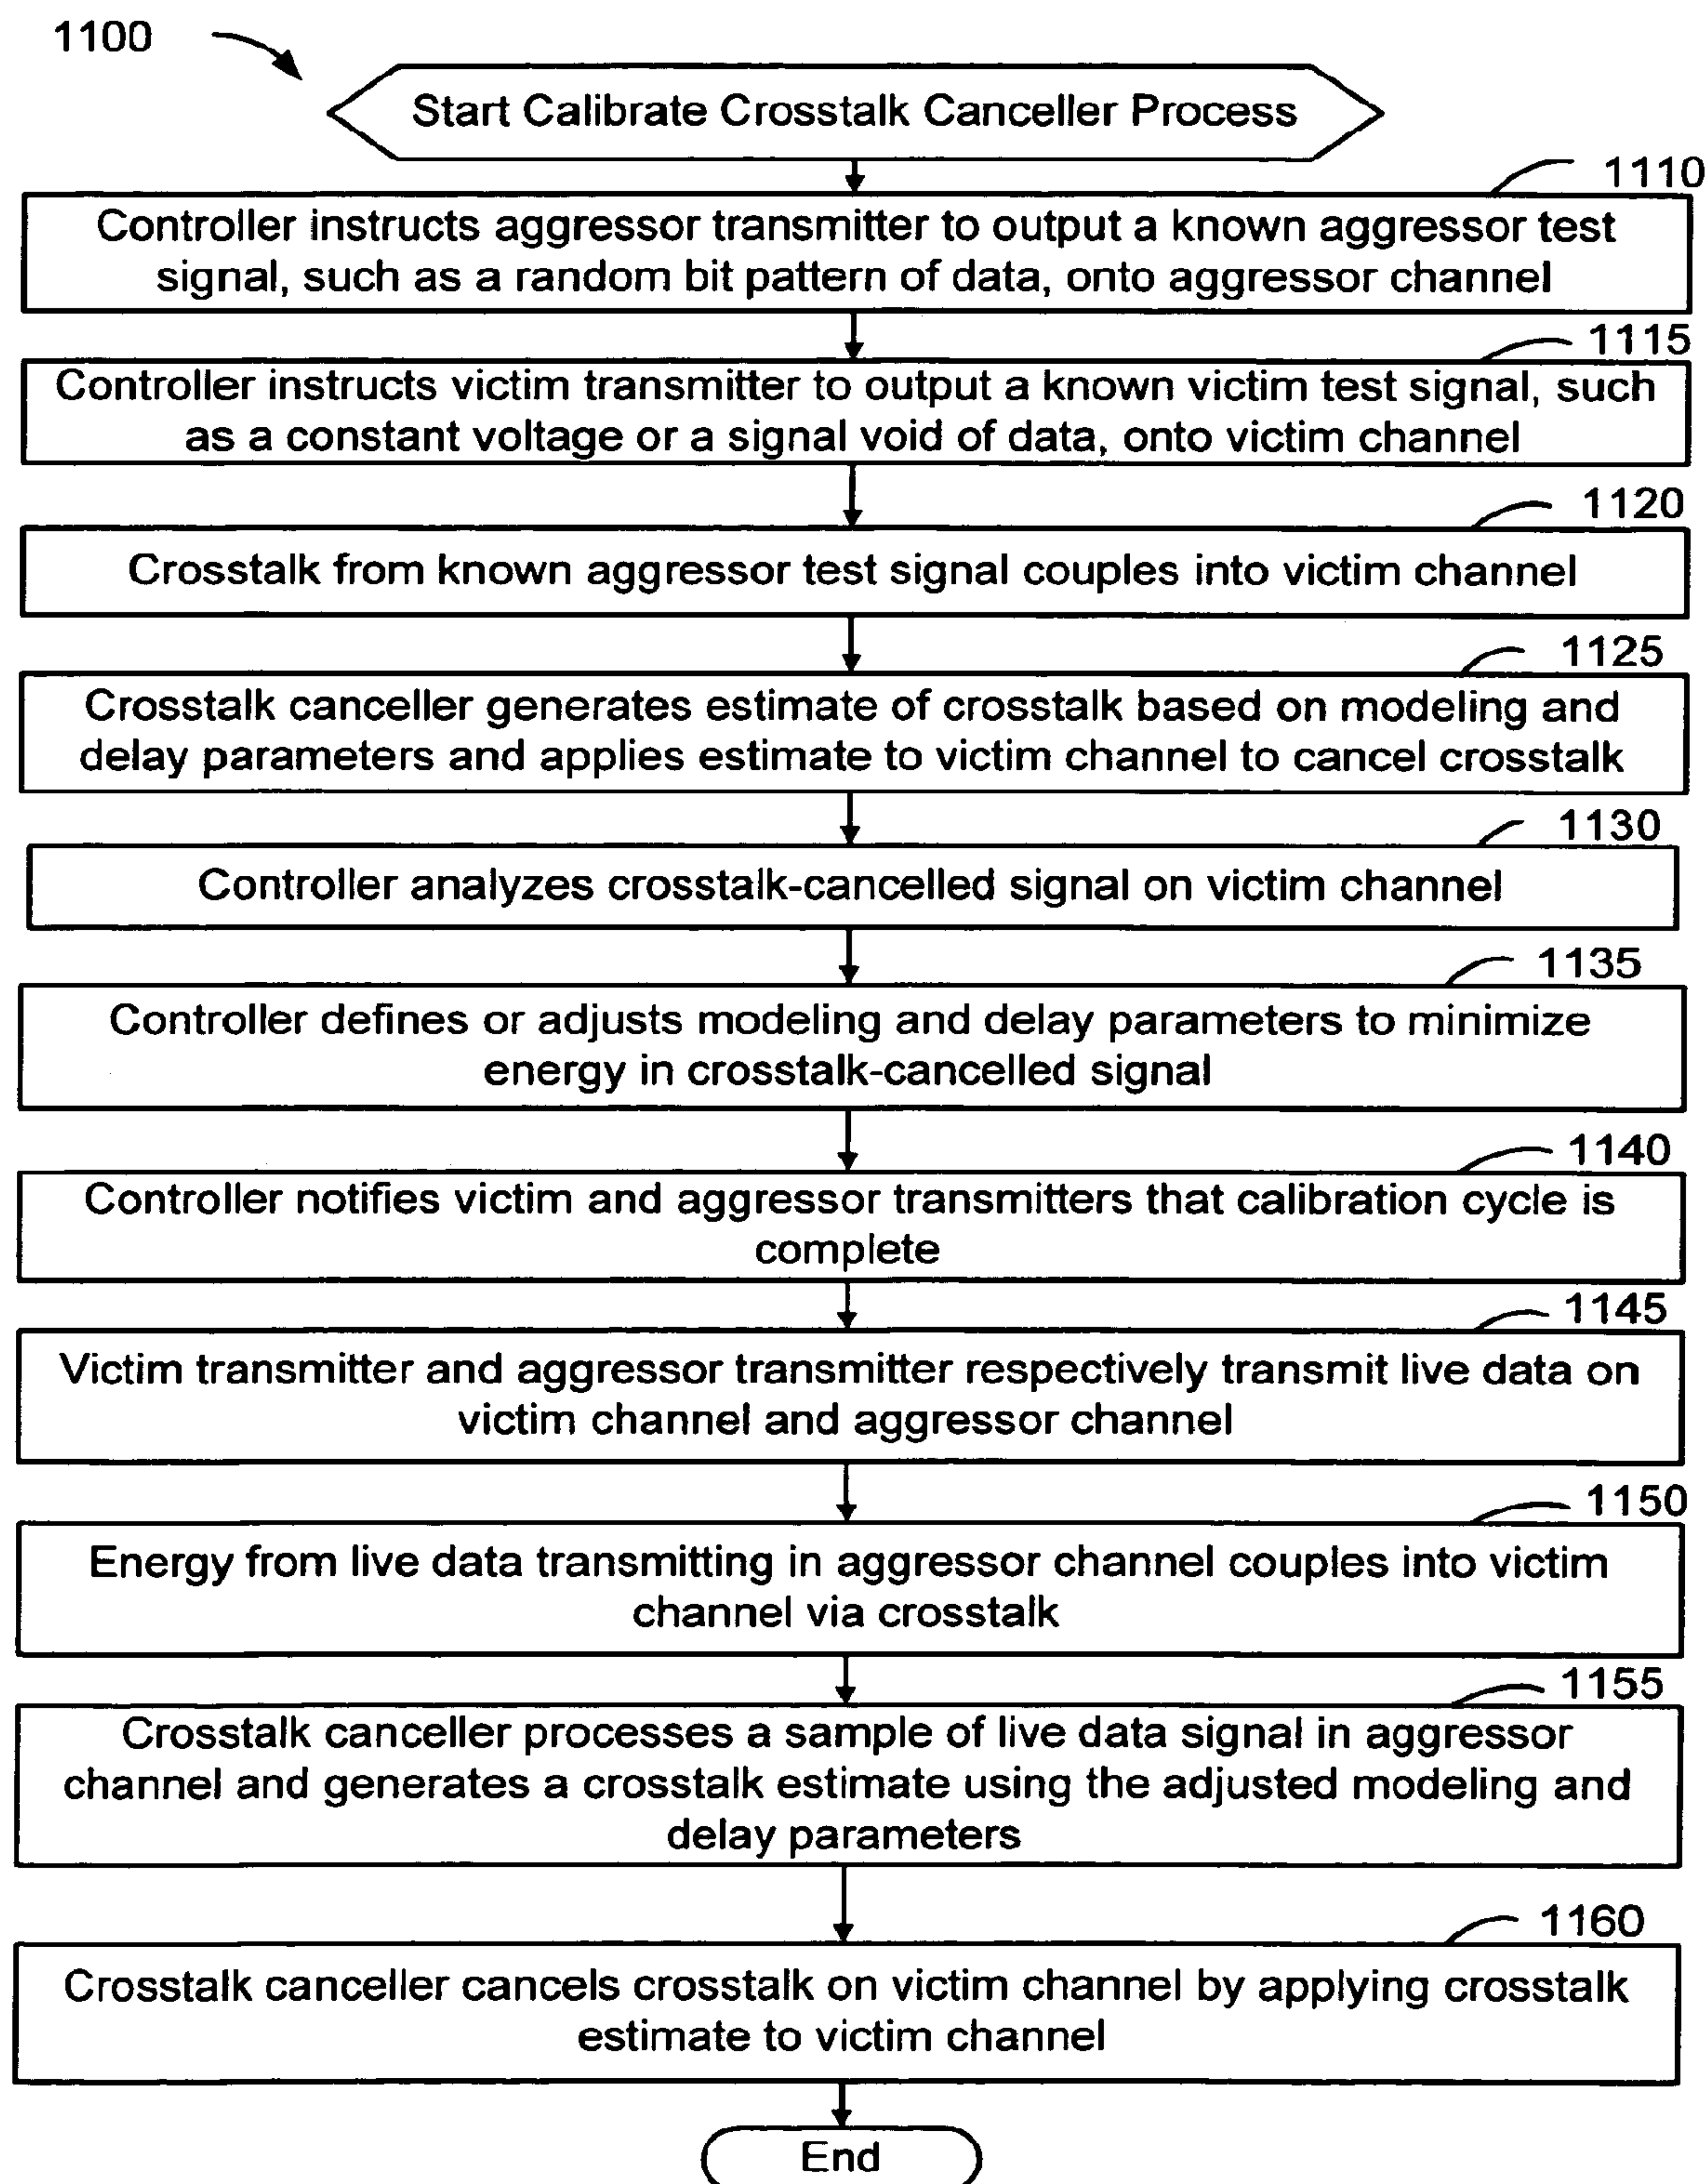 1100
Start Calibrate Crosstalk Canceller Process
1110
Controller instructs aggressor transmitter to output a known aggressor test
signal, such as a random bit pattern of data, onto aggressor channel
1115
Controller instructs victim transmitter to output a known victim test signal, such
as a constant voltage or a signal void of data, onto victim channel
1120
Crosstalk from known aggressor test signal couples into victim channel
1125
Crosstalk canceller generates estimate of crosstalk based on modeling and
delay parameters and applies estimate to victim channel to cancel crosstalk
1130
Controller analyzes crosstalk-cancelled signal on victim channel
1135
Controller defines or adjusts modeling and delay parameters to minimize
energy in crosstalk-cancelled signal
1140
Controller notifies victim and aggressor transmitters that calibration cycle is
complete
1145
Victim transmitter and aggressor transmitter respectively transmit live data on
victim channel and aggressor channel
1150
Energy from live data transmitting in aggressor channel couples into victim
channel via crosstalk
1155
Crosstalk canceller processes a sample of live data signal in aggressor
channel and generates a crosstalk estimate using the adjusted modeling and
delay parameters
1160
Crosstalk canceller cancels crosstalk on victim channel by applying crosstalk
estimate to victim channel
End